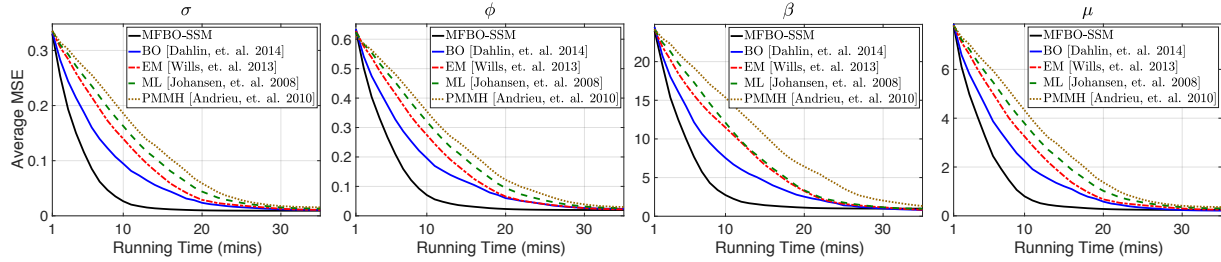 σ
Average MSE
0.3
0.2
0.1
0
MFBO-SSM
BO [Dahlin, et. al. 2014]
EM [Wills, et. al. 2013]
ML [Johansen, et. al. 2008]
PMMH [Andrieu, et. al. 2010]
1 10 20 30
Running Time (mins)
ϕ
0.6
0.5
0.4
0.3
0.2
0.1
0
MFBO-SSM
BO [Dahlin, et. al. 2014]
EM [Wills, et. al. 2013]
ML [Johansen, et. al. 2008]
PMMH [Andrieu, et. al. 2010]
1 10 20 30
Running Time (mins)
β
20
15
10
5
0
MFBO-SSM
BO [Dahlin, et. al. 2014]
EM [Wills, et. al. 2013]
ML [Johansen, et. al. 2008]
PMMH [Andrieu, et. al. 2010]
1 10 20 30
Running Time (mins)
μ
6
4
2
0
MFBO-SSM
BO [Dahlin, et. al. 2014]
EM [Wills, et. al. 2013]
ML [Johansen, et. al. 2008]
PMMH [Andrieu, et. al. 2010]
1 10 20 30
Running Time (mins)